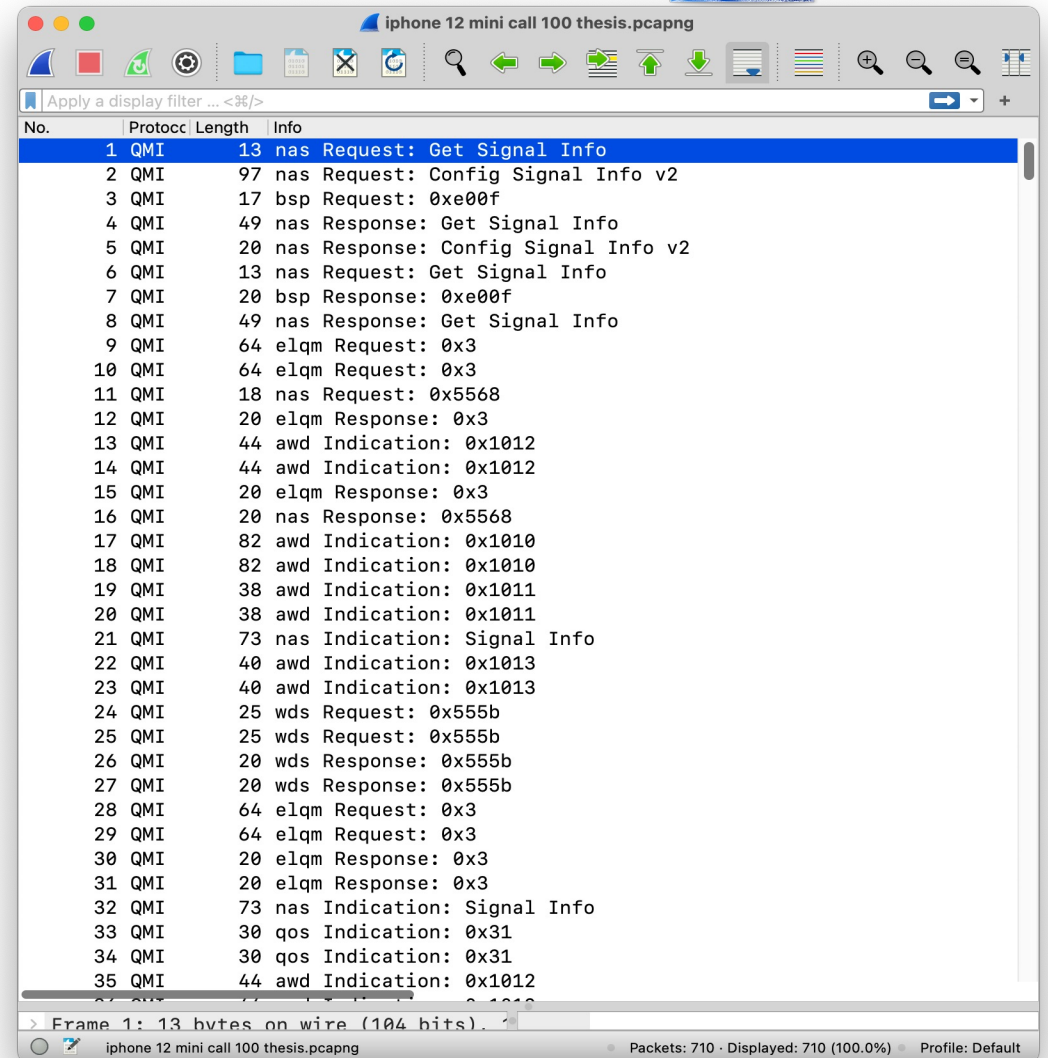 iphone 12 mini call 100 thesis.pcapng
Apply a display filter ... <⌘/>
No. Protocc Length Info
1 QMI 13 nas Request: Get Signal Info
2 QMI 97 nas Request: Config Signal Info v2
3 QMI 17 bsp Request: 0xe00f
4 QMI 49 nas Response: Get Signal Info
5 QMI 20 nas Response: Config Signal Info v2
6 QMI 13 nas Request: Get Signal Info
7 QMI 20 bsp Response: 0xe00f
8 QMI 49 nas Response: Get Signal Info
9 QMI 64 elqm Request: 0x3
10 QMI 64 elqm Request: 0x3
11 QMI 18 nas Request: 0x5568
12 QMI 20 elqm Response: 0x3
13 QMI 44 awd Indication: 0x1012
14 QMI 44 awd Indication: 0x1012
15 QMI 20 elqm Response: 0x3
16 QMI 20 nas Response: 0x5568
17 QMI 82 awd Indication: 0x1010
18 QMI 82 awd Indication: 0x1010
19 QMI 38 awd Indication: 0x1011
20 QMI 38 awd Indication: 0x1011
21 QMI 73 nas Indication: Signal Info
22 QMI 40 awd Indication: 0x1013
23 QMI 40 awd Indication: 0x1013
24 QMI 25 wds Request: 0x555b
25 QMI 25 wds Request: 0x555b
26 QMI 20 wds Response: 0x555b
27 QMI 20 wds Response: 0x555b
28 QMI 64 elqm Request: 0x3
29 QMI 64 elqm Request: 0x3
30 QMI 20 elqm Response: 0x3
31 QMI 20 elqm Response: 0x3
32 QMI 73 nas Indication: Signal Info
33 QMI 30 qos Indication: 0x31
34 QMI 30 qos Indication: 0x31
35 QMI 44 awd Indication: 0x1012
> Frame 1: 13 bytes on wire (104 bits),
iphone 12 mini call 100 thesis.pcapng
Packets: 710 · Displayed: 710 (100.0%)
Profile: Default